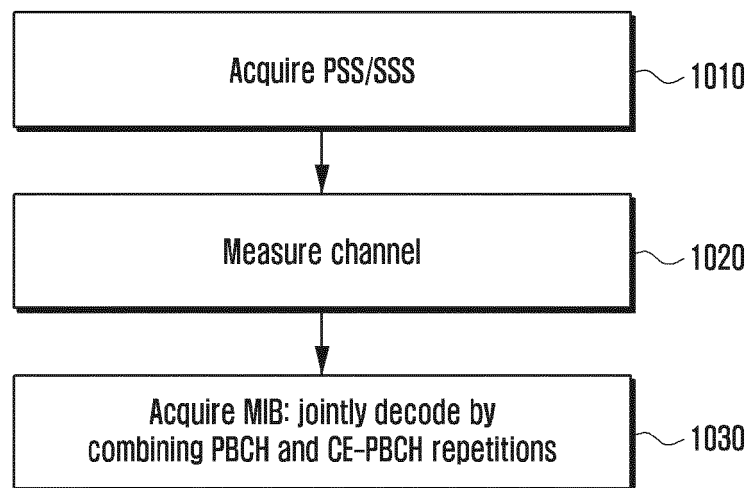 Acquire PSS/SSS
1010
Measure channel
1020
Acquire MIB: jointly decode by
combining PBCH and CE-PBCH repetitions
1030